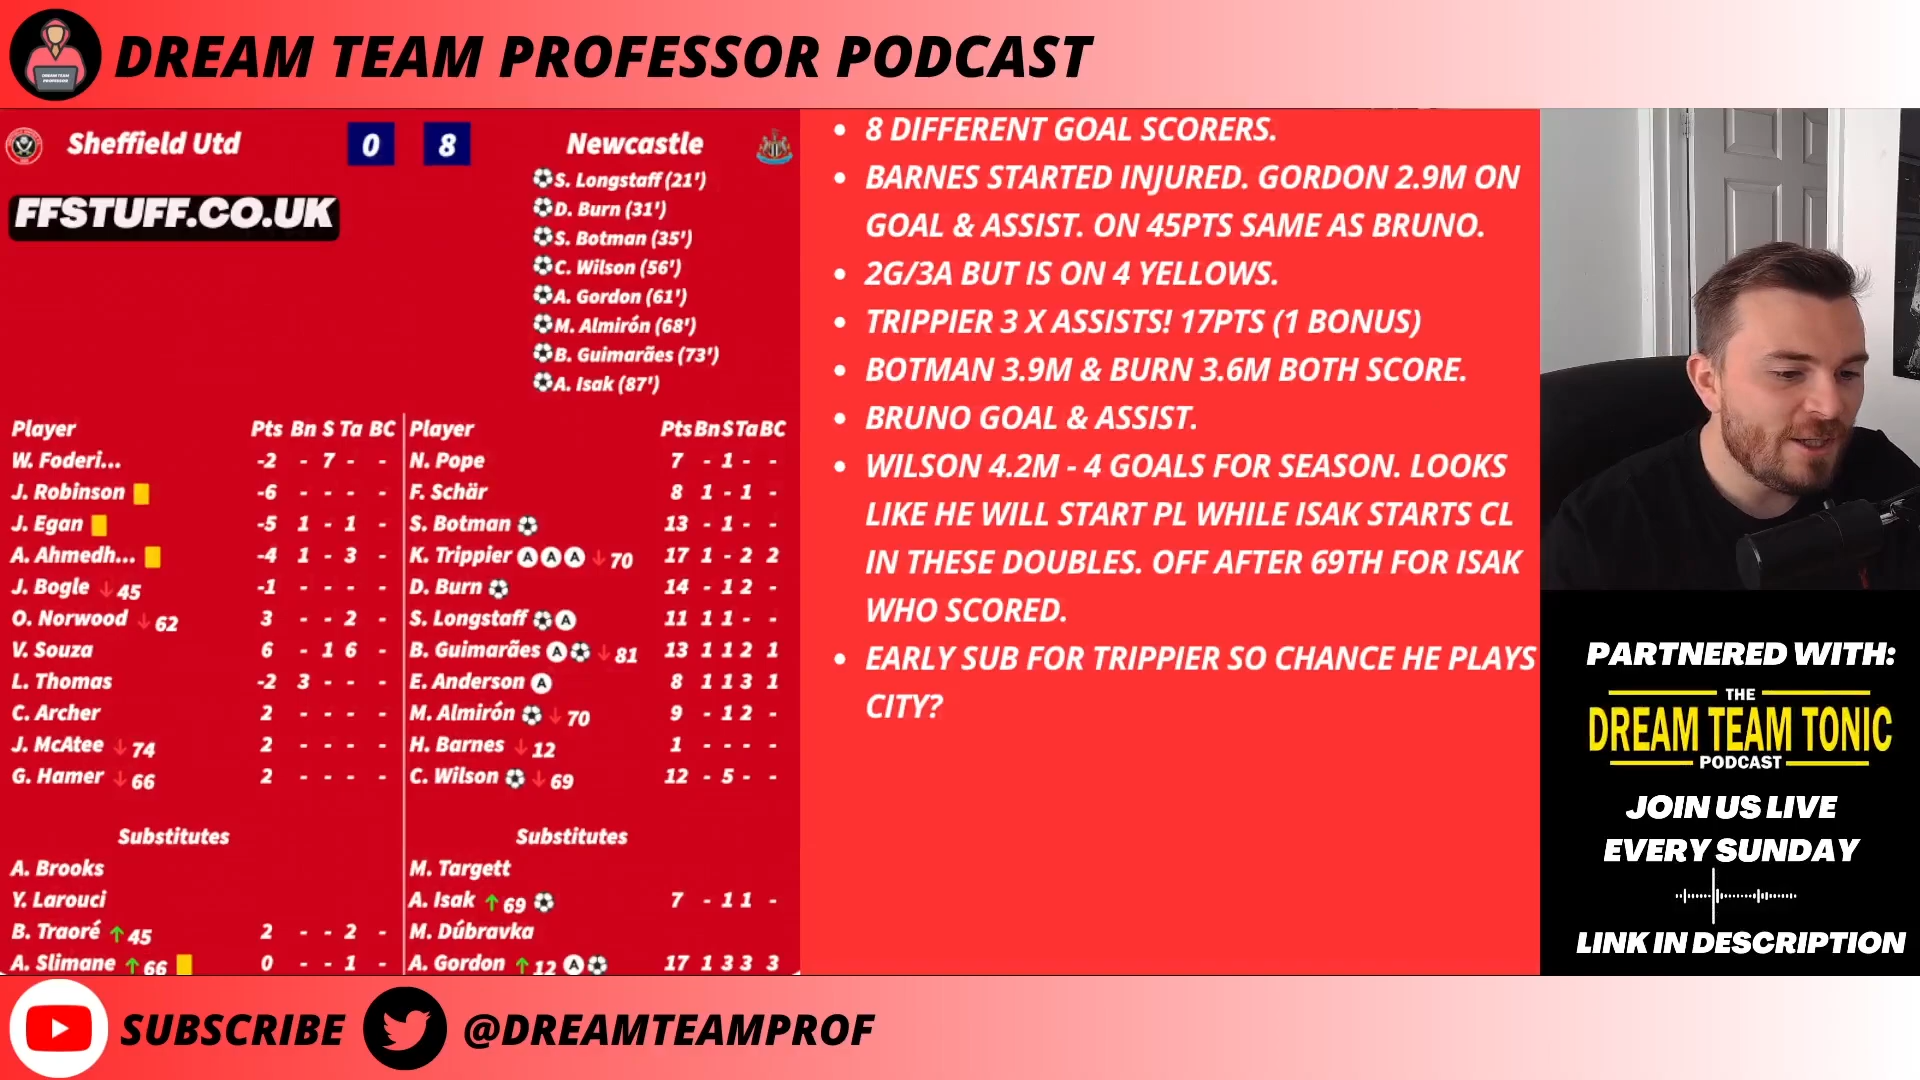 DREAM TEAM PROFESSOR PODCAST
DREAM TEAM
PROFESSOR
Sheffield Utd 0 8 Newcastle
FFSTUFF.CO.UK
S. Longstaff (21')
D. Burn (31')
S. Botman (35')
C. Wilson (56')
A. Gordon (61')
M. Almirón (68')
B. Guimarães (73')
A. Isak (87')
Player Pts Bn S Ta BC
W. Foderi... -2 - 7 - -
J. Robinson -6 - - - -
J. Egan -5 1 - 1 -
A. Ahmedh... -4 1 - 3 -
J. Bogle 45 -1 - - - -
O. Norwood 62 3 - - 2 -
V. Souza 6 - 1 6 -
L. Thomas -2 3 - - -
C. Archer 2 - - - -
J. McAtee 74 2 - - - -
G. Hamer 66 2 - - - -
Substitutes
A. Brooks
Y. Larouci
B. Traoré 45 2 - - 2 -
A. Slimane 66 0 - - 1 -
Player Pts Bn S Ta BC
N. Pope 7 - 1 - -
F. Schär 8 1 - 1 -
S. Botman 13 - 1 - -
K. Trippier A A A 70 17 1 - 2 2
D. Burn 14 - 1 2 -
S. Longstaff A 11 1 1 - -
B. Guimarães A 81 13 1 1 2 1
E. Anderson A 8 1 1 3 1
M. Almirón 70 9 - 1 2 -
H. Barnes 12 1 - - - -
C. Wilson 69 12 - 5 - -
Substitutes
M. Targett
A. Isak 69 7 - 1 1 -
M. Dúbravka
A. Gordon 12 A 17 1 3 3 3
• 8 DIFFERENT GOAL SCORERS.
• BARNES STARTED INJURED. GORDON 2.9M ON
GOAL & ASSIST. ON 45PTS SAME AS BRUNO.
• 2G/3A BUT IS ON 4 YELLOWS.
• TRIPPIER 3 X ASSISTS! 17PTS (1 BONUS)
• BOTMAN 3.9M & BURN 3.6M BOTH SCORE.
• BRUNO GOAL & ASSIST.
• WILSON 4.2M - 4 GOALS FOR SEASON. LOOKS
LIKE HE WILL START PL WHILE ISAK STARTS CL
IN THESE DOUBLES. OFF AFTER 69TH FOR ISAK
WHO SCORED.
• EARLY SUB FOR TRIPPIER SO CHANCE HE PLAYS
CITY?
PARTNERED WITH:
THE
DREAM TEAM TONIC
PODCAST
JOIN US LIVE
EVERY SUNDAY
LINK IN DESCRIPTION
SUBSCRIBE @DREAMTEAMPROF